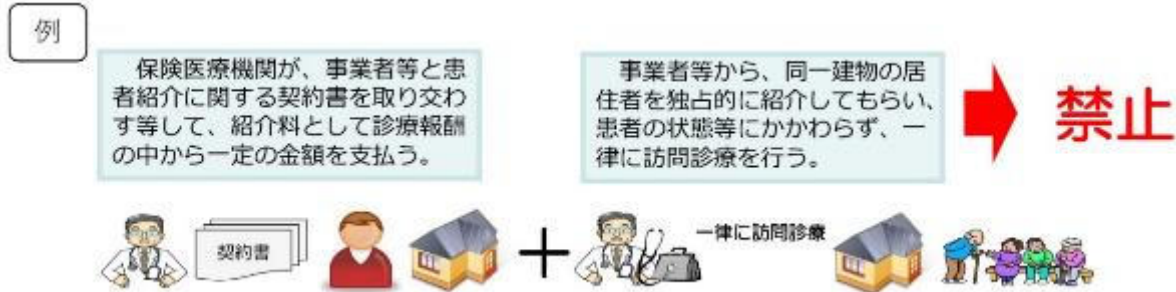 例
保険医療機関が、事業者等と患
者紹介に関する契約書を取り交わ
す等して、紹介料として診療報酬
の中から一定の金額を支払う。
事業者等から、同一建物の居
住者を独占的に紹介してもらい、
患者の状態等にかかわらず、一
律に訪問診療を行う。
禁止
契約書
＋
一律に訪問診療